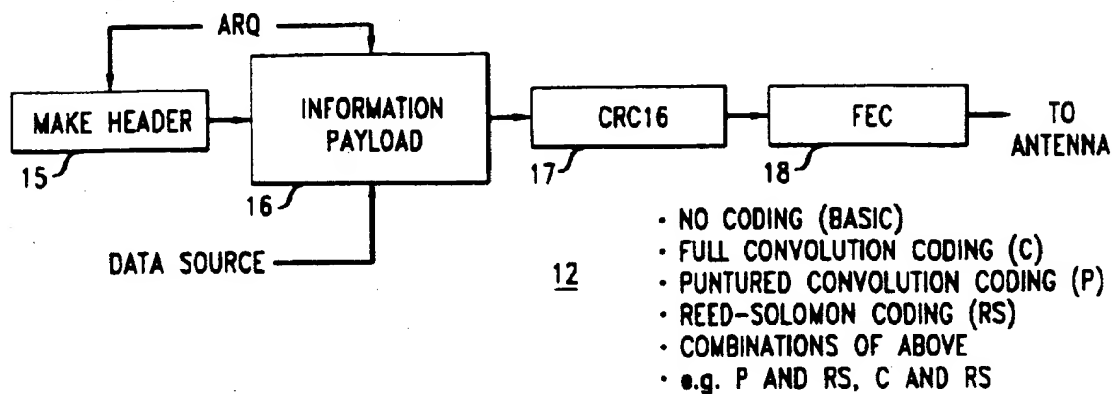 ARQ
MAKE HEADER
15
INFORMATION
PAYLOAD
16
CRC16
17
FEC
18
TO
ANTENNA
DATA SOURCE
12
· NO CODING (BASIC)
· FULL CONVOLUTION CODING (C)
· PUNTURED CONVOLUTION CODING (P)
· REED-SOLOMON CODING (RS)
· COMBINATIONS OF ABOVE
· e.g. P AND RS, C AND RS